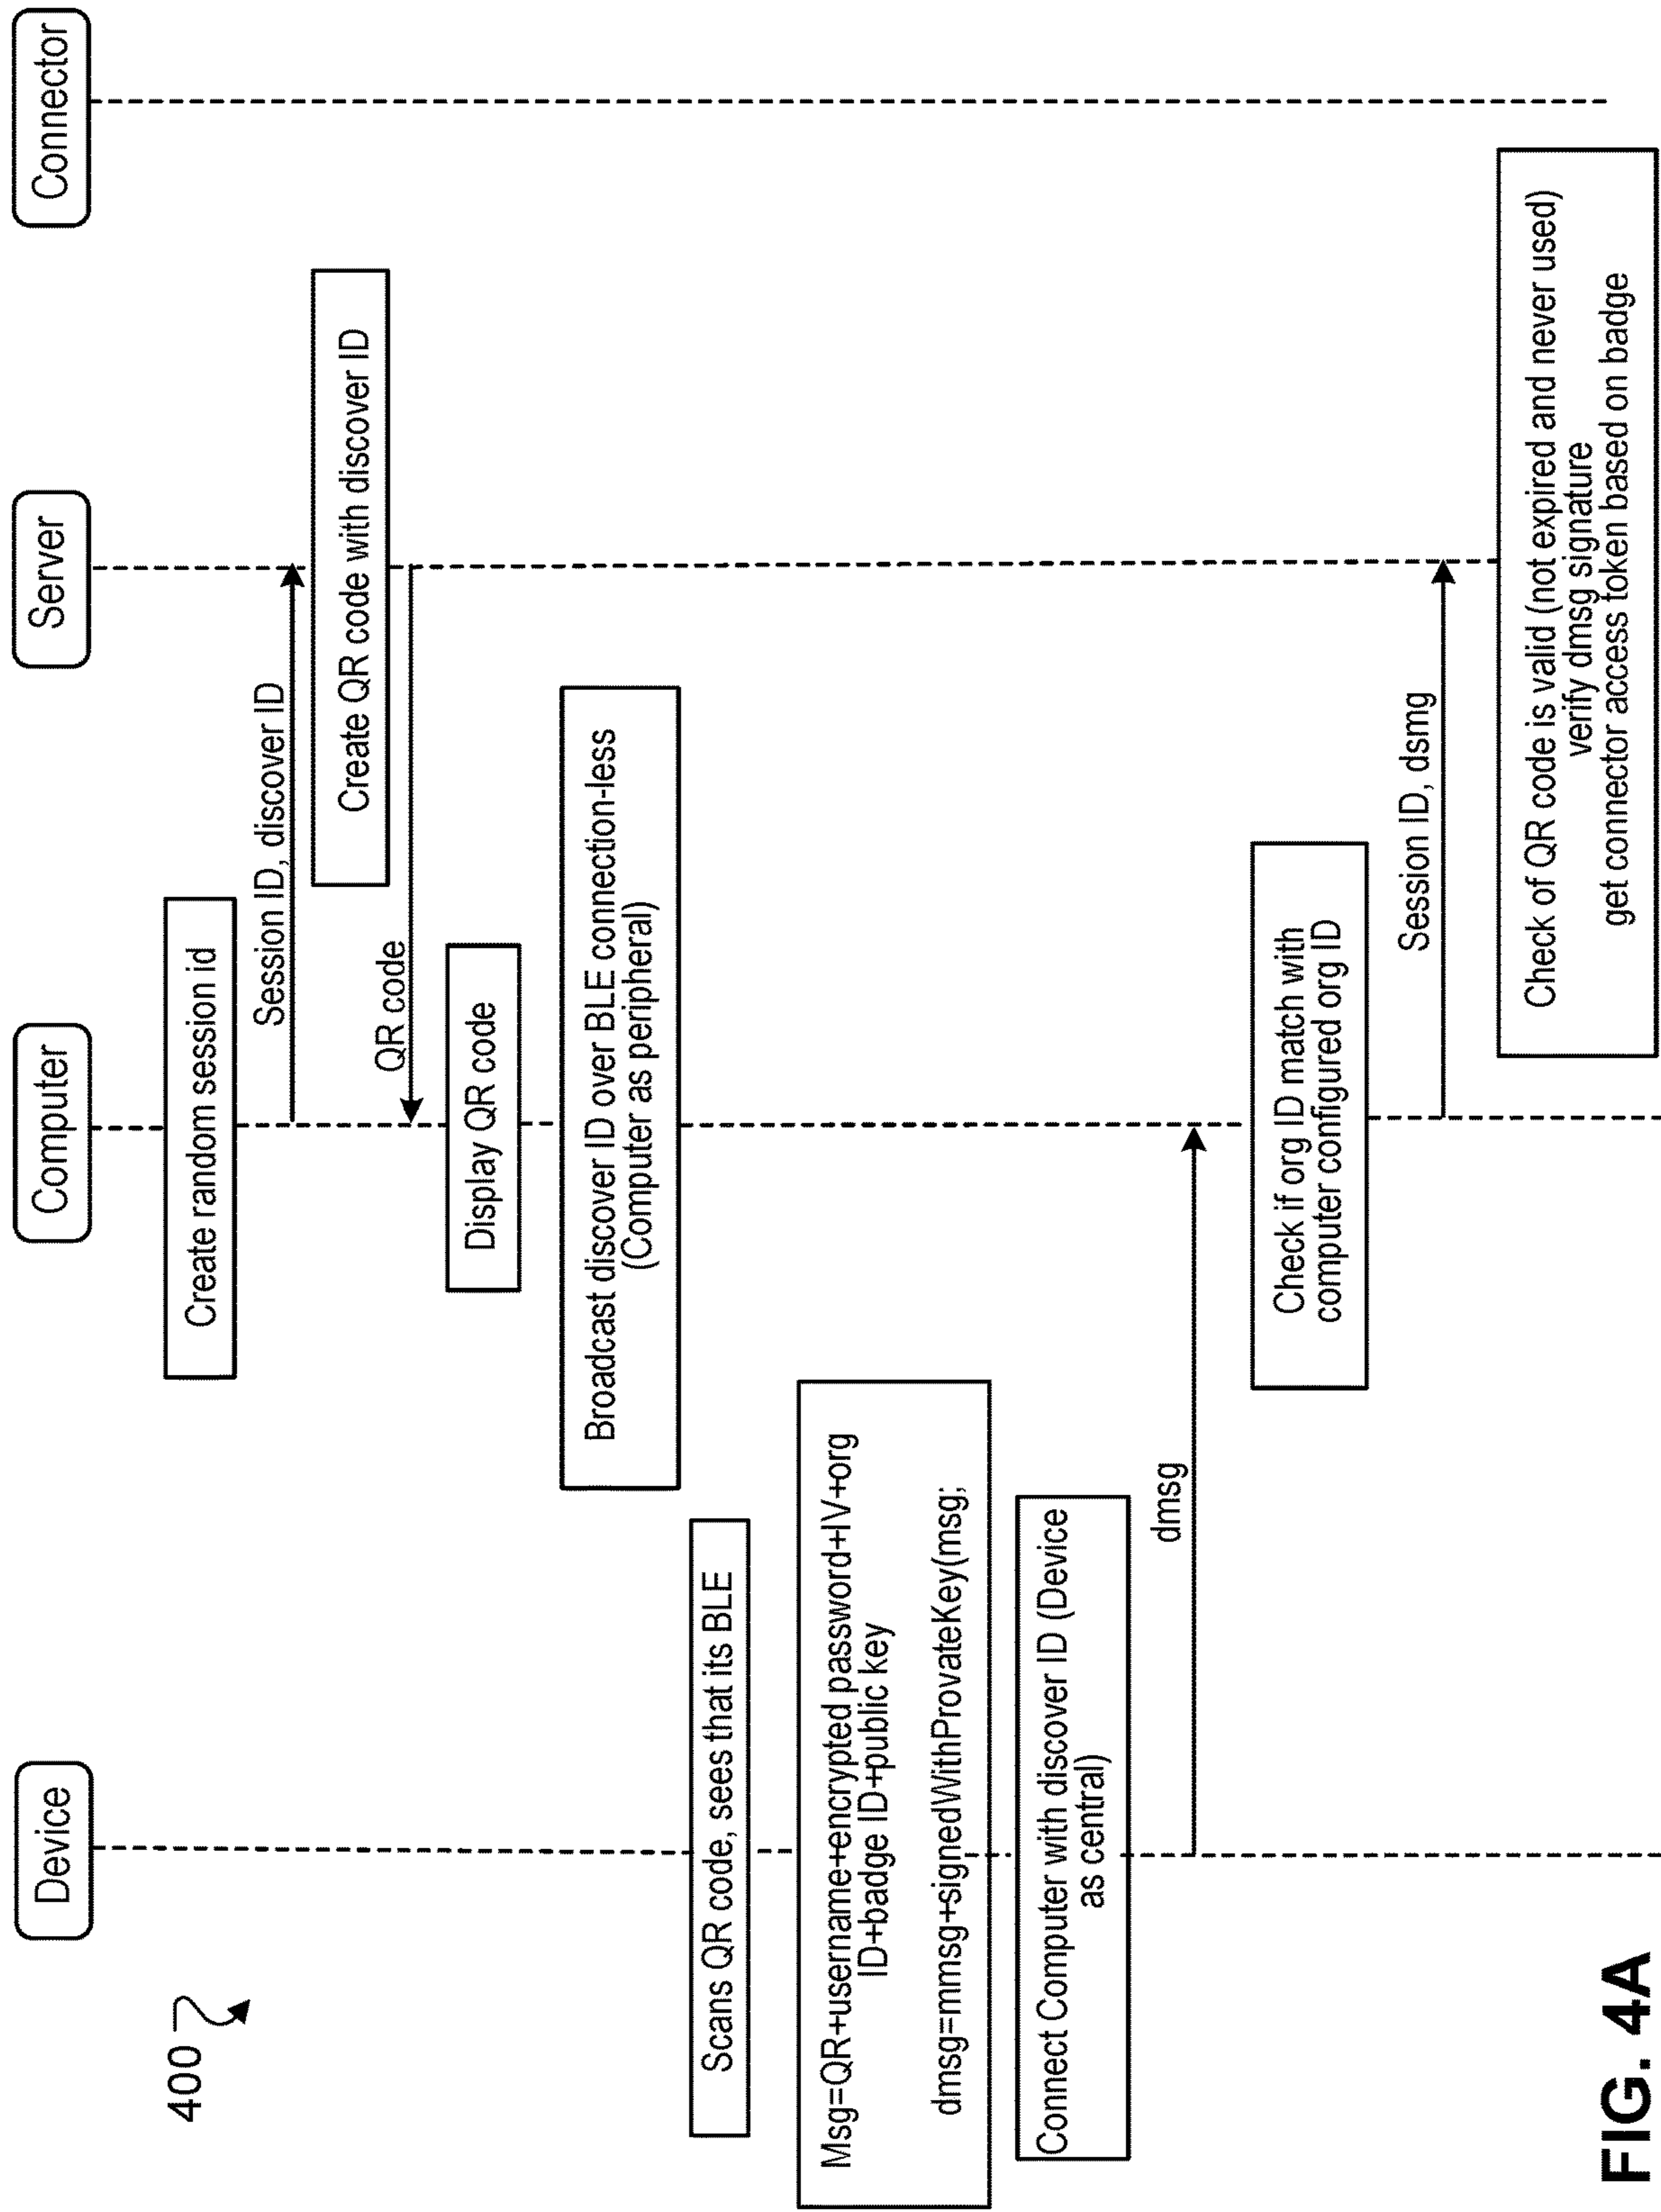 400
Device
Computer
Server
Connector
Create random session id
Session ID, discover ID
Create QR code with discover ID
QR code
Display QR code
Broadcast discover ID over BLE connection-less
(Computer as peripheral)
Scans QR code, sees that its BLE
Msg=QR+username+encrypted password+IV+org
ID+badge ID+public key
dmsg=mmsg+signedWithProvateKey(msg;
Connect Computer with discover ID (Device
as central)
dmsg
Check if org ID match with
computer configured org ID
Session ID, dsmg
Check of QR code is valid (not expired and never used)
verify dmsg signature
get connector access token based on badge
FIG. 4A